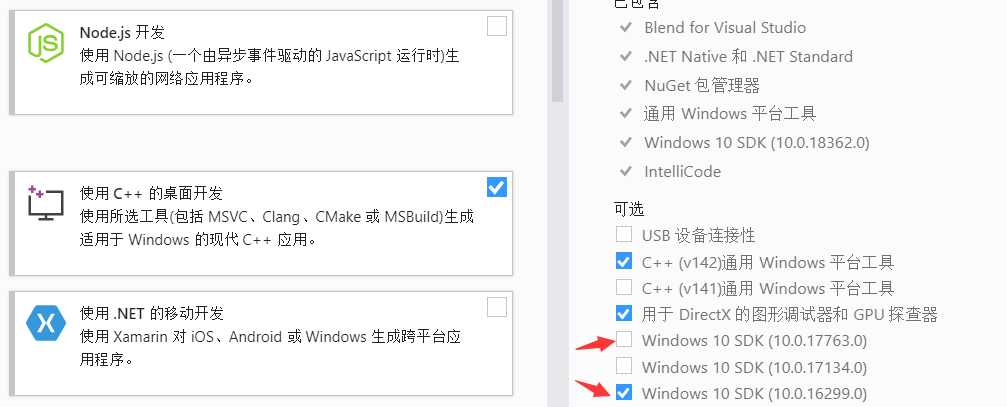 Node.js 开发
使用 Node.js (一个由异步事件驱动的 JavaScript 运行时)生
成可缩放的网络应用程序。
使用 C++ 的桌面开发
使用所选工具(包括 MSVC、Clang、CMake 或 MSBuild)生成
适用于 Windows 的现代 C++ 应用。
使用 .NET 的移动开发
使用 Xamarin 对 iOS、Android 或 Windows 生成跨平台应
用程序。
已包含
Blend for Visual Studio
.NET Native 和 .NET Standard
NuGet 包管理器
通用 Windows 平台工具
Windows 10 SDK (10.0.18362.0)
IntelliCode
可选
USB 设备连接性
C++ (v142)通用 Windows 平台工具
C++ (v141)通用 Windows 平台工具
用于 DirectX 的图形调试器和 GPU 探查器
Windows 10 SDK (10.0.17763.0)
Windows 10 SDK (10.0.17134.0)
Windows 10 SDK (10.0.16299.0)